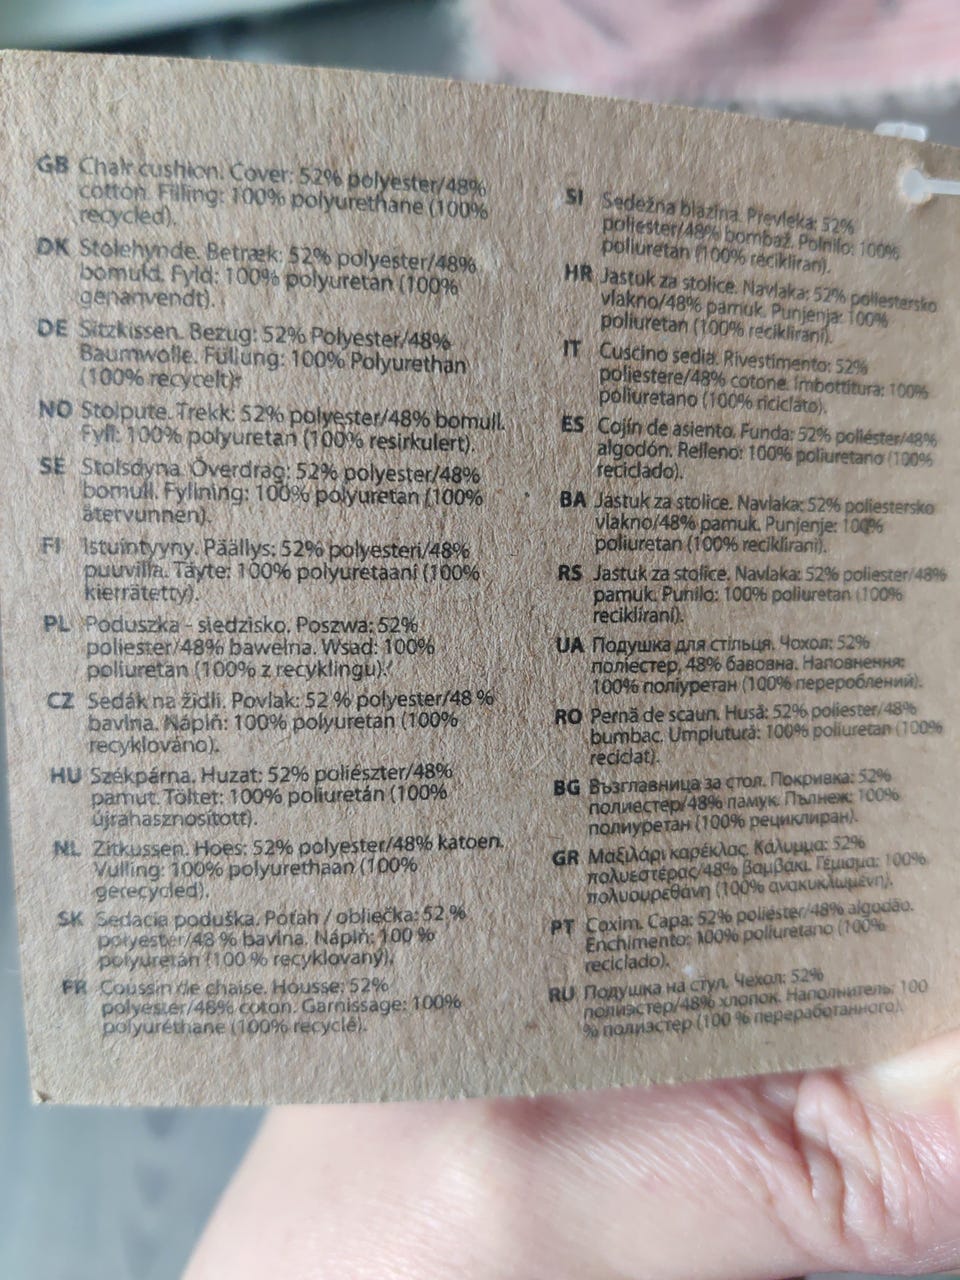 GB Chair cushion. Cover: 52% polyester/48%
cotton. Filling: 100% polyurethane (100%
recycled).
DK Stolehynde. Betræk: 52% polyester/48%
bomuld. Fyld: 100% polyuretan (100%
genanvendt).
DE Sitzkissen. Bezug: 52% Polyester/48%
Baumwolle. Füllung: 100% Polyurethan
(100% recycelt).
NO Stolpute. Trekk: 52% polyester/48% bomull.
Fyll: 100% polyuretan (100% resirkulert).
SE Stolsdyna. Överdrag: 52% polyester/48%
bomull. Fyllning: 100% polyuretan (100%
återvunnen).
FI Istuintyyny. Päällys: 52% polyesteri/48%
puuvilla. Täyte: 100% polyuretaani (100%
kierrätetty).
PL Poduszka - siedzisko. Poszwa: 52%
poliester/48% bawełna. Wsad: 100%
poliuretan (100% z recyklingu).
CZ Sedák na židli. Povlak: 52 % polyester/48 %
bavlna. Náplň: 100% polyuretan (100%
recyklováno).
HU Székpárna. Huzat: 52% poliészter/48%
pamut. Töltet: 100% poliuretán (100%
újrahasznosított).
NL Zitkussen. Hoes: 52% polyester/48% katoen.
Vulling: 100% polyurethaan (100%
gerecycled).
SK Sedacia poduška. Poťah / obliečka: 52 %
polyester/48 % bavlna. Náplň: 100 %
polyuretán (100 % recyklovaný).
FR Coussin de chaise. Housse: 52%
polyester/48% coton. Garnissage: 100%
polyuréthane (100% recyclé).
SI Sedežna blazina. Prevleka: 52%
poliester/48% bombaž. Polnilo: 100%
poliuretan (100% recikliran).
HR Jastuk za stolice. Navlaka: 52% poliestersko
vlakno/48% pamuk. Punjenja: 100%
poliuretan (100% reciklirani).
IT Cuscino sedia. Rivestimento: 52%
poliestere/48% cotone. Imbottitura: 100%
poliuretano (100% riciclato).
ES Cojín de asiento. Funda: 52% poliéster/48%
algodón. Relleno: 100% poliuretano (100%
reciclado).
BA Jastuk za stolice. Navlaka: 52% poliestersko
vlakno/48% pamuk. Punjenje: 100%
poliuretan (100% reciklirani).
RS Jastuk za stolice. Navlaka: 52% poliester/48%
pamuk. Punilo: 100% poliuretan (100%
reciklirani).
UA Подушка для стільця. Чохол: 52%
поліестер, 48% бавовна. Наповнення:
100% поліуретан (100% перероблений).
RO Pernă de scaun. Husă: 52% poliester/48%
bumbac. Umplutură: 100% poliuretan (100%
reciclat).
BG Възглавница за стол. Покривка: 52%
полиестер/48% памук. Пълнеж: 100%
полиуретан (100% рециклиран).
GR Μαξιλάρι καρέκλας. Κάλυμμα: 52%
πολυεστέρας/48% βαμβάκι. Γέμισμα: 100%
πολυουρεθάνη (100% ανακυκλωμένη).
PT Coxim. Capa: 52% poliéster/48% algodão.
Enchimento: 100% poliuretano (100%
reciclado).
RU Подушка на стул. Чехол: 52%
полиэстер/48% хлопок. Наполнитель: 100
% полиэстер (100 % переработанного).